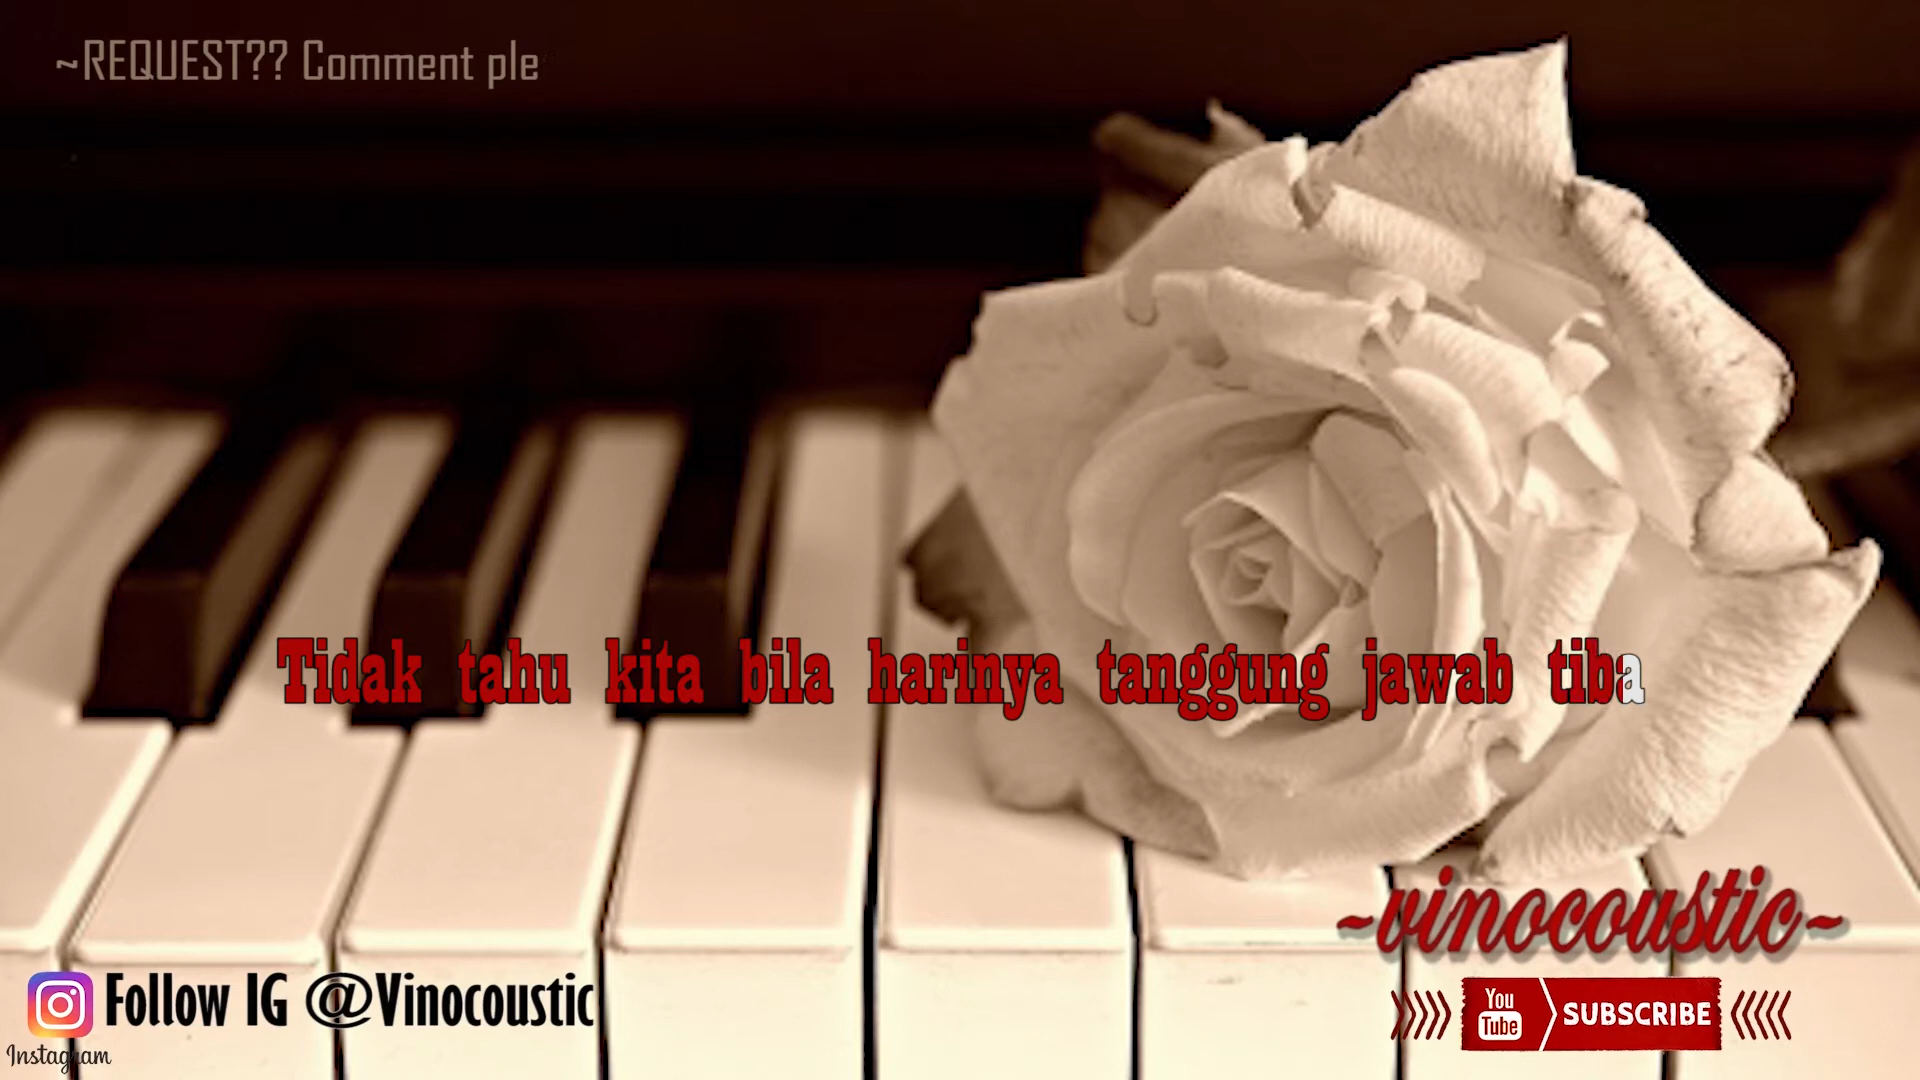 ~REQUEST?? Comment ple
Tidak tahu kita bila harinya tanggung jawab tiba
~vinocoustic~
Follow IG @Vinocoustic
Instagram
You
Tube
SUBSCRIBE